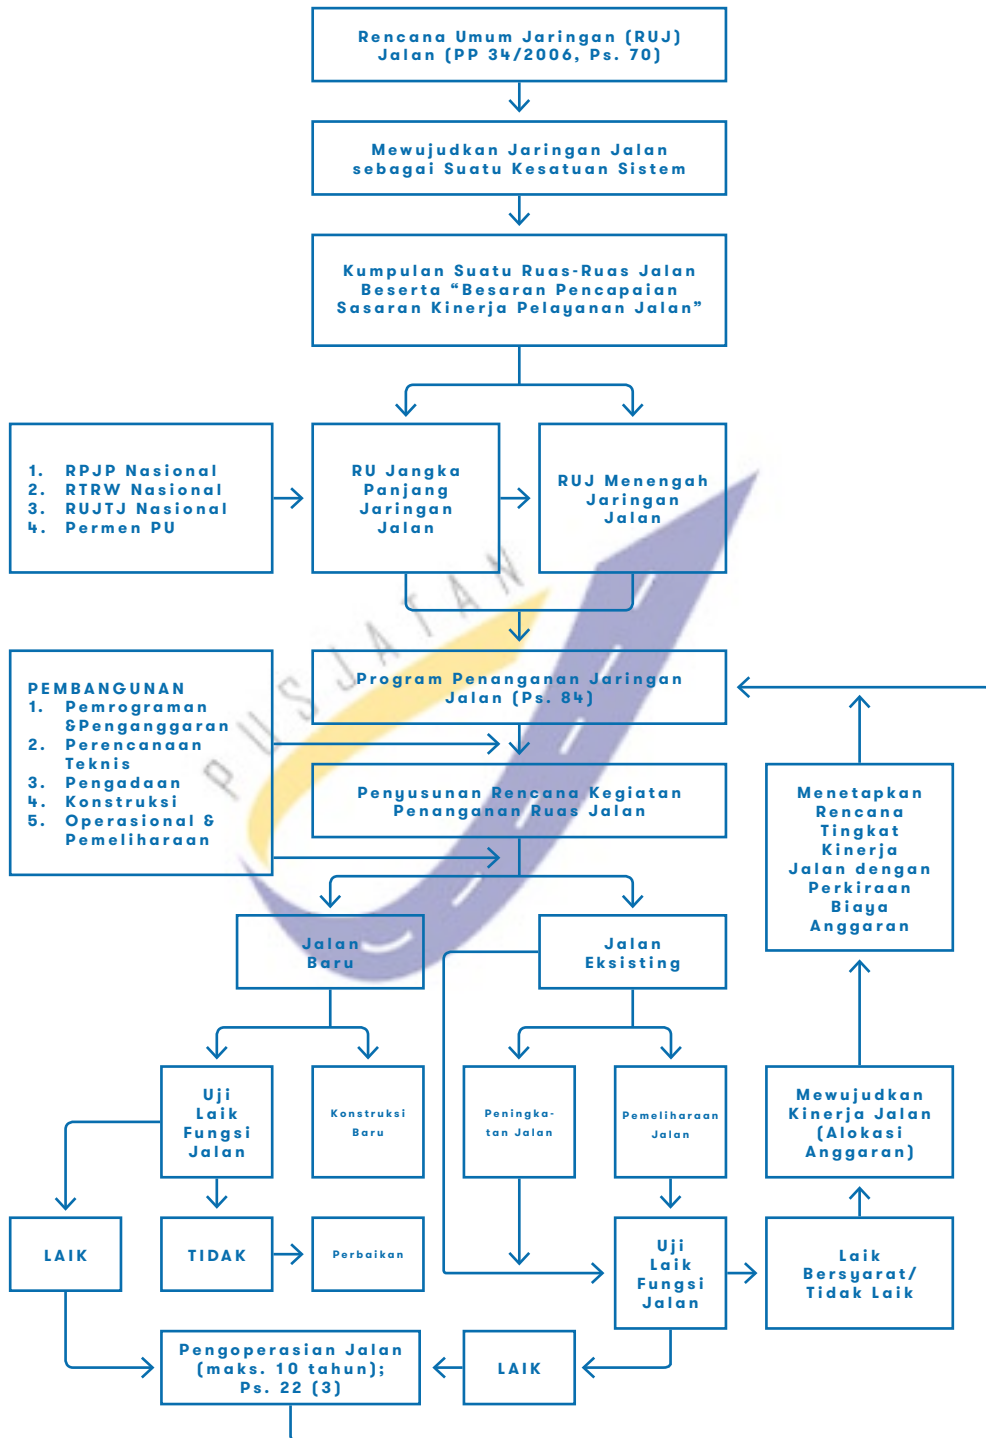 Rencana Umum Jaringan (RUJ)
Jalan (PP 34/2006, Ps. 70)
Mewujudkan Jaringan Jalan
sebagai Suatu Kesatuan Sistem
Kumpulan Suatu Ruas-Ruas Jalan
Beserta “Besaran Pencapaian
Sasaran Kinerja Pelayanan Jalan”
1. RPJP Nasional
2. RTRW Nasional
3. RUJTJ Nasional
4. Permen PU
RU Jangka
Panjang
Jaringan
Jalan
RUJ Menengah
Jaringan
Jalan
PUSJATAN
PEMBANGUNAN
1. Pemrograman
&Penganggaran
2. Perencanaan
Teknis
3. Pengadaan
4. Konstruksi
5. Operasional &
Pemeliharaan
Program Penanganan Jaringan
Jalan (Ps. 84)
Penyusunan Rencana Kegiatan
Penanganan Ruas Jalan
Menetapkan
Rencana
Tingkat
Kinerja
Jalan dengan
Perkiraan
Biaya
Anggaran
Jalan
Baru
Jalan
Eksisting
Uji
Laik
Fungsi
Jalan
Konstruksi
Baru
Peningka-
tan Jalan
Pemeliharaan
Jalan
Mewujudkan
Kinerja Jalan
(Alokasi
Anggaran)
LAIK
TIDAK
Perbaikan
Uji
Laik
Fungsi
Jalan
Laik
Bersyarat/
Tidak Laik
Pengoperasian Jalan
(maks. 10 tahun);
Ps. 22 (3)
LAIK